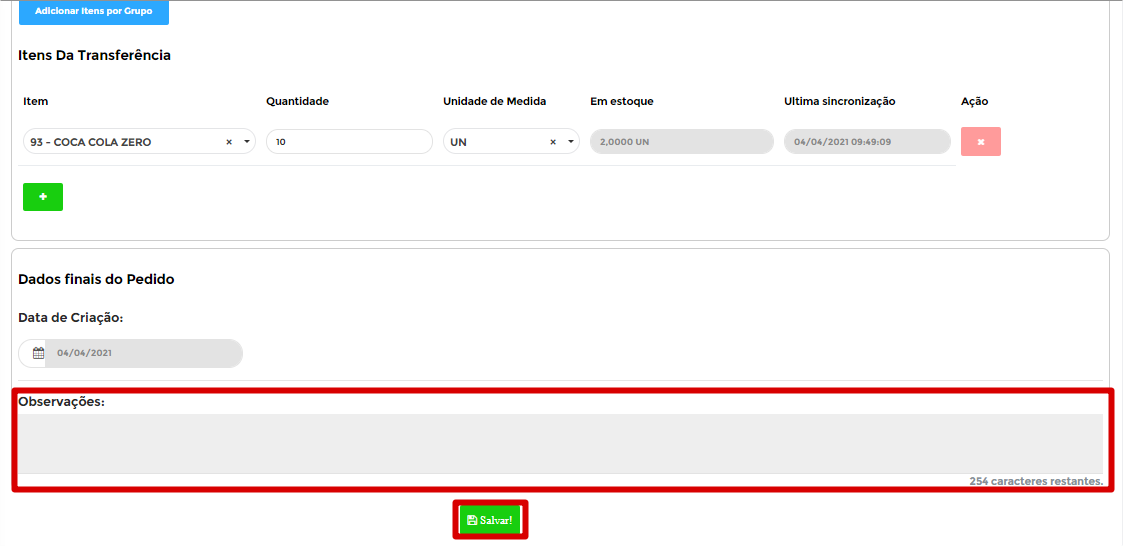 Adicionar Itens por Grupo
Itens Da Transferência
Item Quantidade Unidade de Medida Em estoque Ultima sincronização Ação
93 - COCA COLA ZERO × 10 UN × 2,0000 UN 04/04/2021 09:49:09
Dados finais do Pedido
Data de Criação:
04/04/2021
Observações:
254 caracteres restantes.
Salvar!